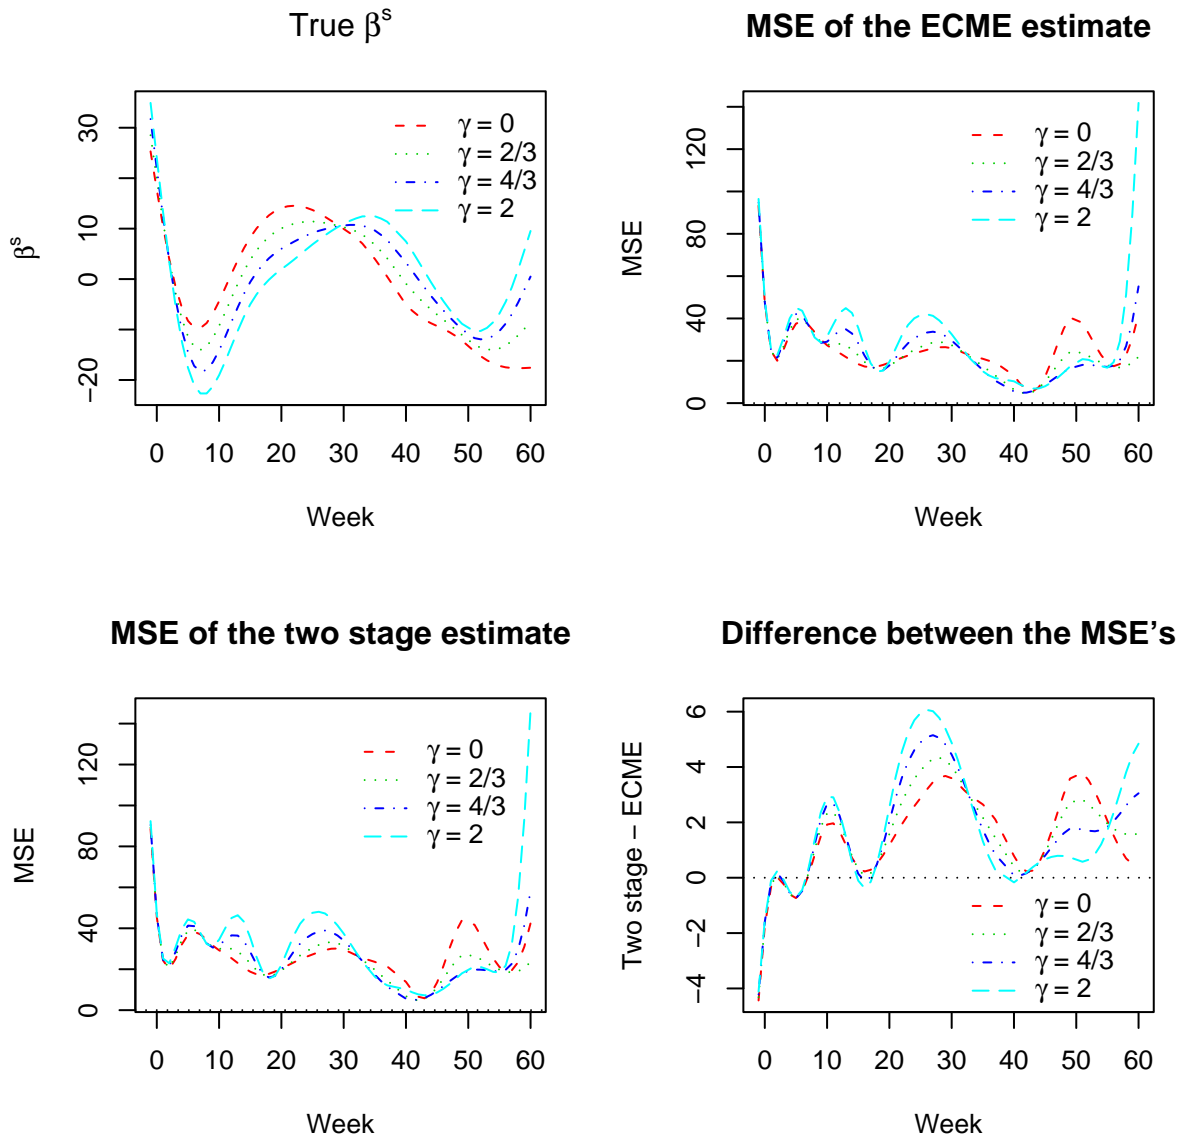 True βˢ
βˢ
30
10
0
−20
γ = 0
γ = 2/3
γ = 4/3
γ = 2
0 10 20 30 40 50 60
Week
MSE of the ECME estimate
MSE
120
80
40
0
γ = 0
γ = 2/3
γ = 4/3
γ = 2
0 10 20 30 40 50 60
Week
MSE of the two stage estimate
MSE
120
80
40
0
γ = 0
γ = 2/3
γ = 4/3
γ = 2
0 10 20 30 40 50 60
Week
Difference between the MSE’s
Two stage − ECME
6
4
2
0
−2
−4
γ = 0
γ = 2/3
γ = 4/3
γ = 2
0 10 20 30 40 50 60
Week